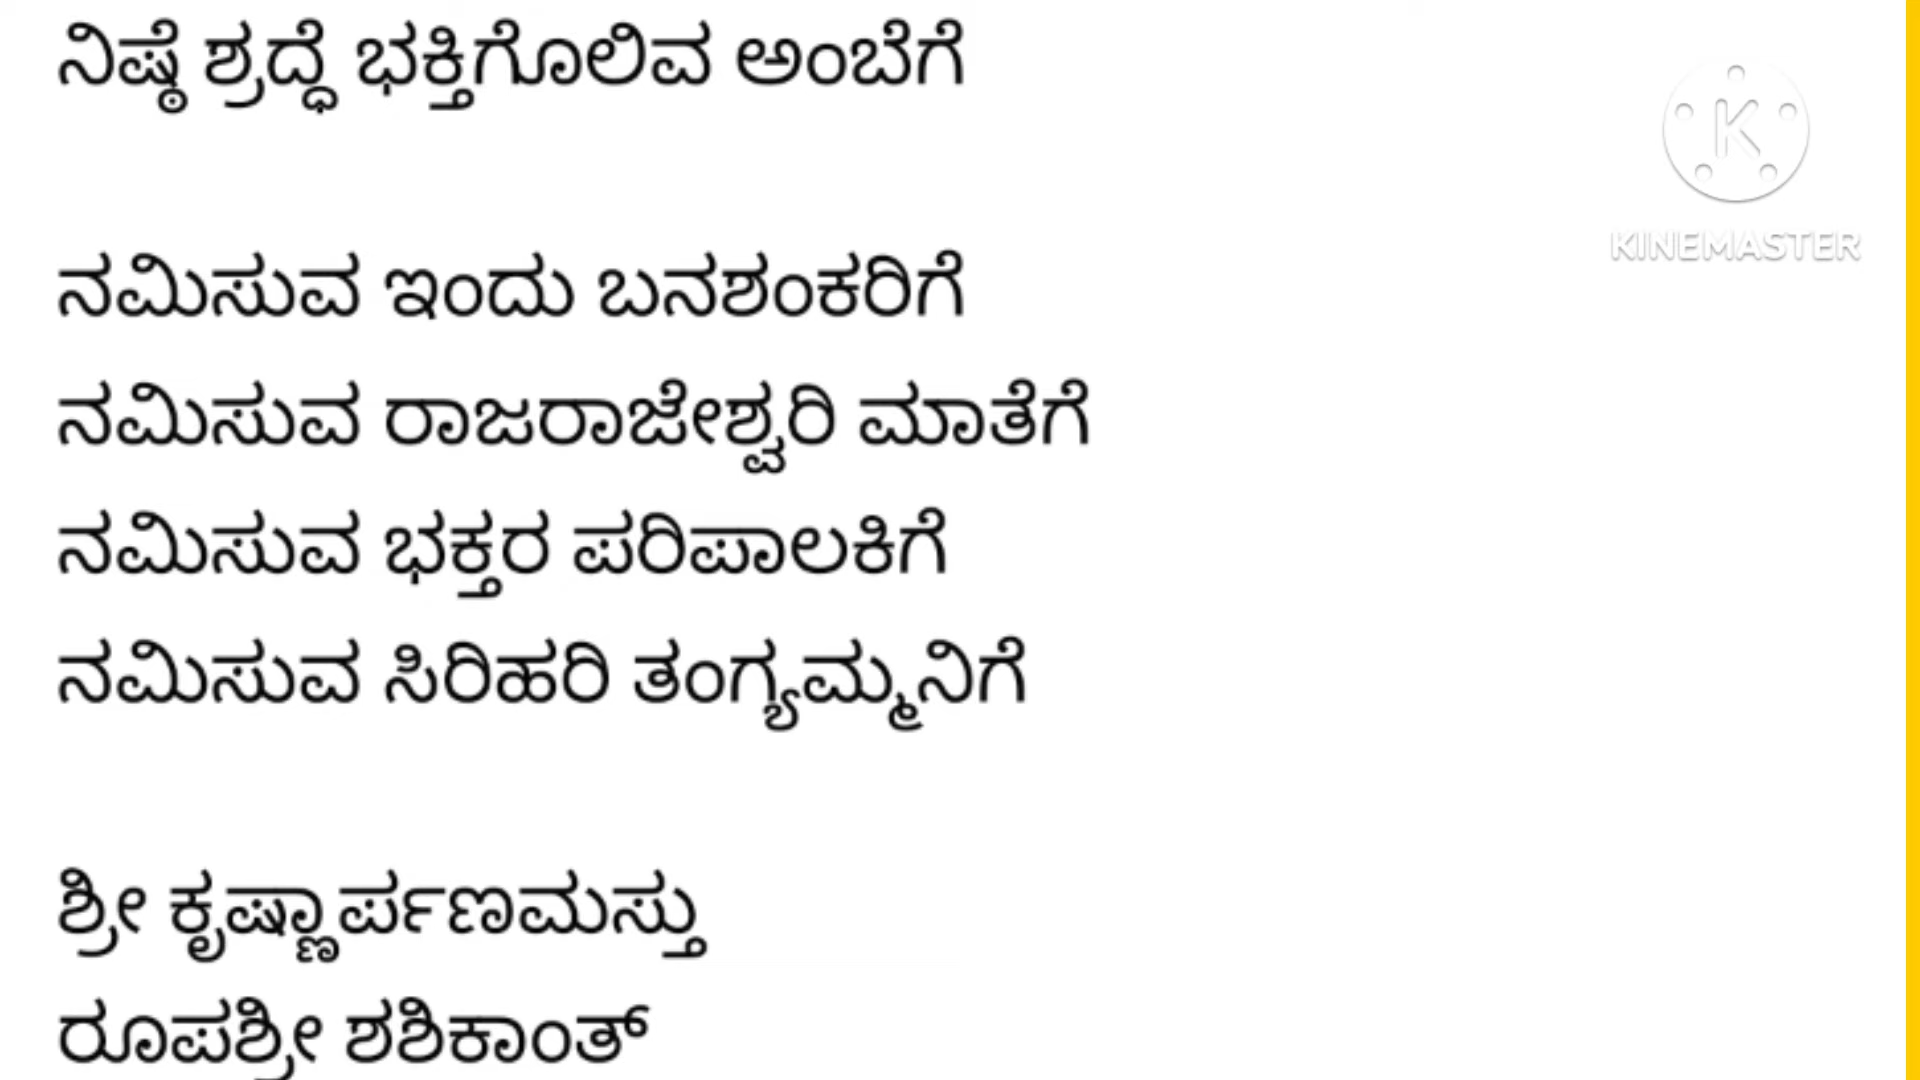 ನಿಷ್ಠೆ ಶ್ರದ್ಧೆ ಭಕ್ತಿಗೊಲಿವ ಅಂಬೆಗೆ
ನಮಿಸುವ ಇಂದು ಬನಶಂಕರಿಗೆ
ನಮಿಸುವ ರಾಜರಾಜೇಶ್ವರಿ ಮಾತೆಗೆ
ನಮಿಸುವ ಭಕ್ತರ ಪರಿಪಾಲಕಿಗೆ
ನಮಿಸುವ ಸಿರಿಹರಿ ತಂಗ್ಯಮ್ಮನಿಗೆ
ಶ್ರೀ ಕೃಷ್ಣಾರ್ಪಣಮಸ್ತು
ರೂಪಶ್ರೀ ಶಶಿಕಾಂತ್
K
KINEMASTER